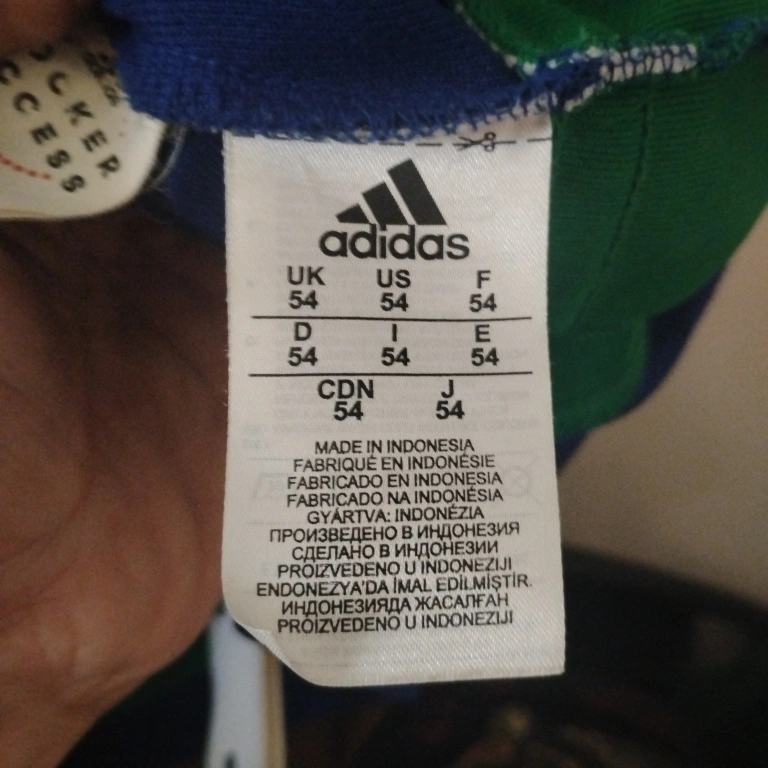 OCKER
CCESS
adidas
UK US F
54 54 54
D I E
54 54 54
CDN J
54 54
MADE IN INDONESIA
FABRIQUÉ EN INDONÉSIE
FABRICADO EN INDONESIA
FABRICADO NA INDONÉSIA
GYÁRTVA: INDONÉZIA
ПРОИЗВЕДЕНО В ИНДОНЕЗИЯ
СДЕЛАНО В ИНДОНЕЗИИ
PROIZVEDENO U INDONEZIJI
ENDONEZYA'DA İMAL EDİLMİŞTİR.
ИНДОНЕЗИЯДА ЖАСАЛҒАН
PROIZVEDENO U INDONEZIJI